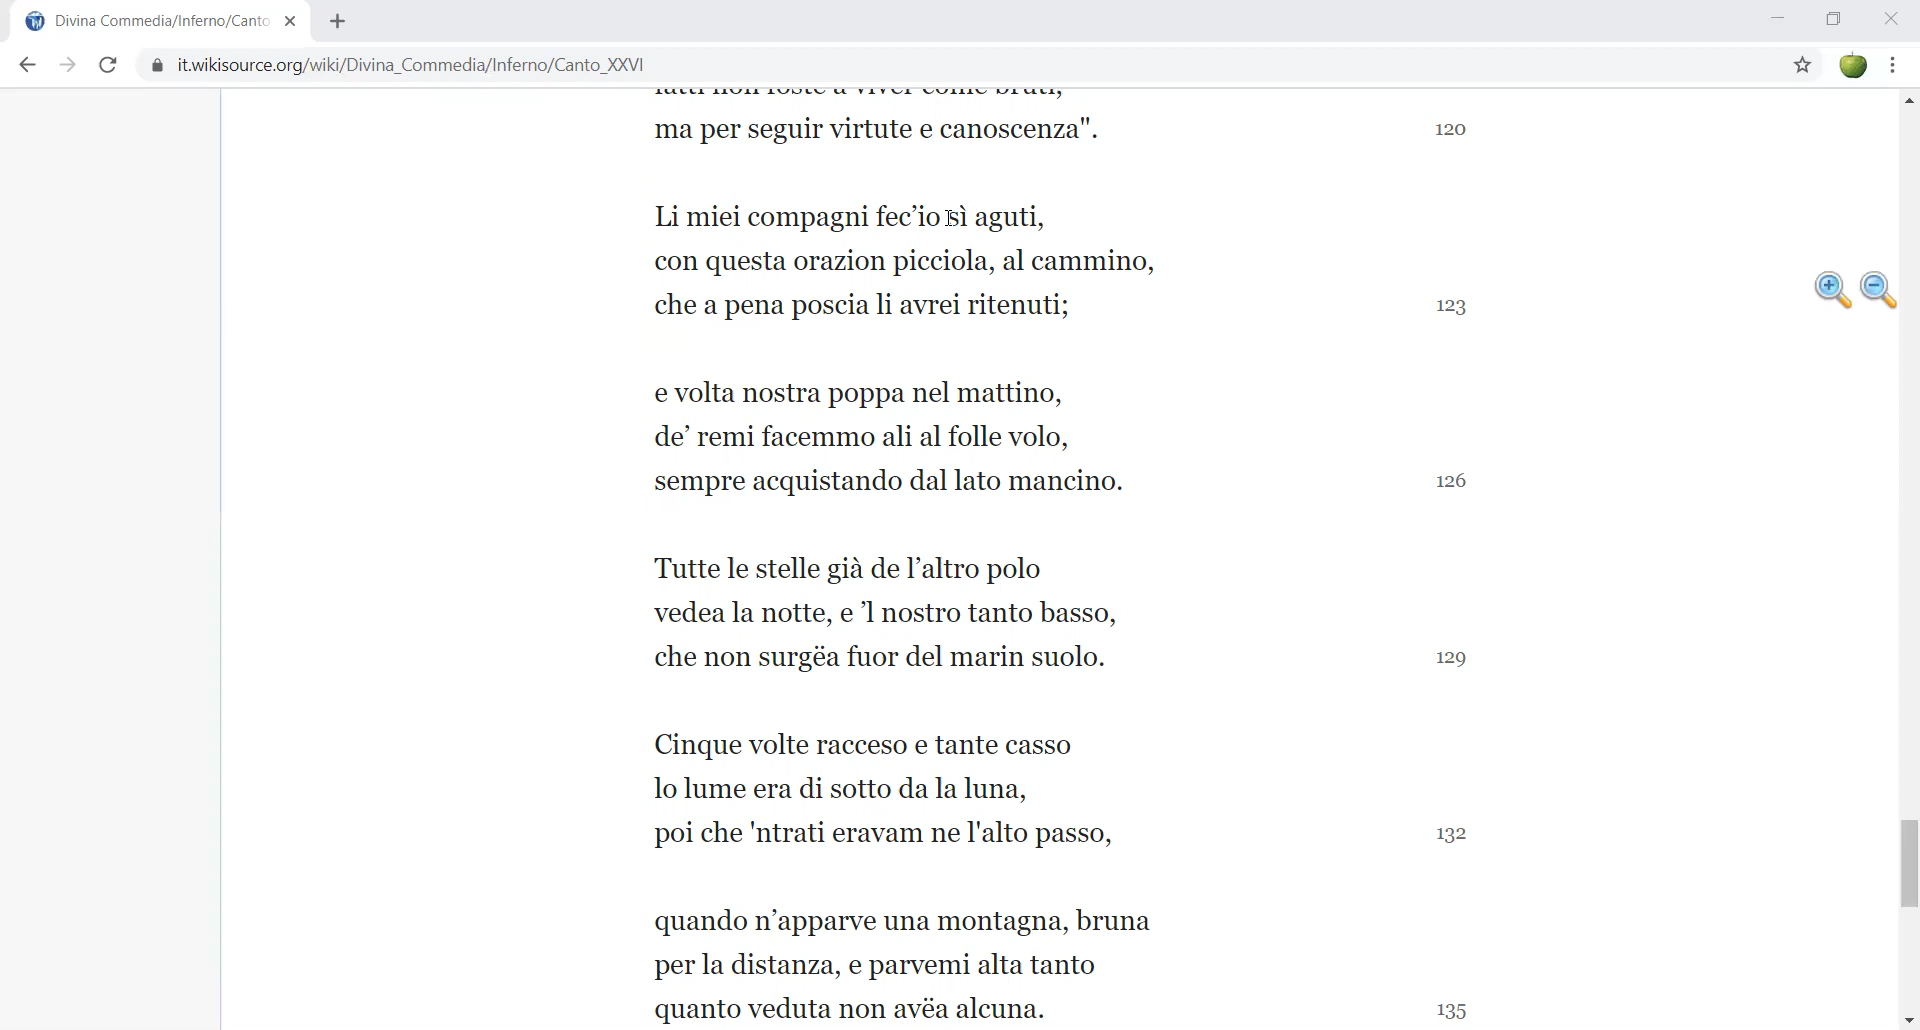 Divina Commedia/Inferno/Canto
it.wikisource.org/wiki/Divina_Commedia/Inferno/Canto_XXVI
fatti non foste a viver come bruti,
ma per seguir virtute e canoscenza". 120
Li miei compagni fec’io sì aguti,
con questa orazion picciola, al cammino,
che a pena poscia li avrei ritenuti; 123
e volta nostra poppa nel mattino,
de’ remi facemmo ali al folle volo,
sempre acquistando dal lato mancino. 126
Tutte le stelle già de l’altro polo
vedea la notte, e ’l nostro tanto basso,
che non surgëa fuor del marin suolo. 129
Cinque volte racceso e tante casso
lo lume era di sotto da la luna,
poi che 'ntrati eravam ne l'alto passo, 132
quando n’apparve una montagna, bruna
per la distanza, e parvemi alta tanto
quanto veduta non avëa alcuna. 135